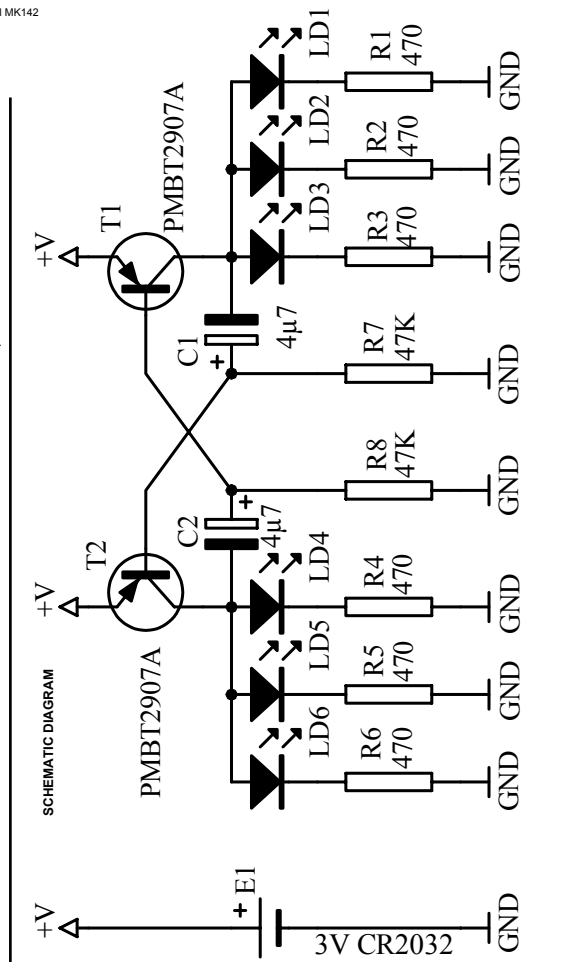 MK142
SCHEMATIC DIAGRAM
+V
+V
+V
T2
T1
PMBT2907A
PMBT2907A
+ E1
3V CR2032
GND
C2
+
4µ7
C1
+
4µ7
LD6
LD5
LD4
LD3
LD2
LD1
R6
470
R5
470
R4
470
R8
47K
R7
47K
R3
470
R2
470
R1
470
GND
GND
GND
GND
GND
GND
GND
GND